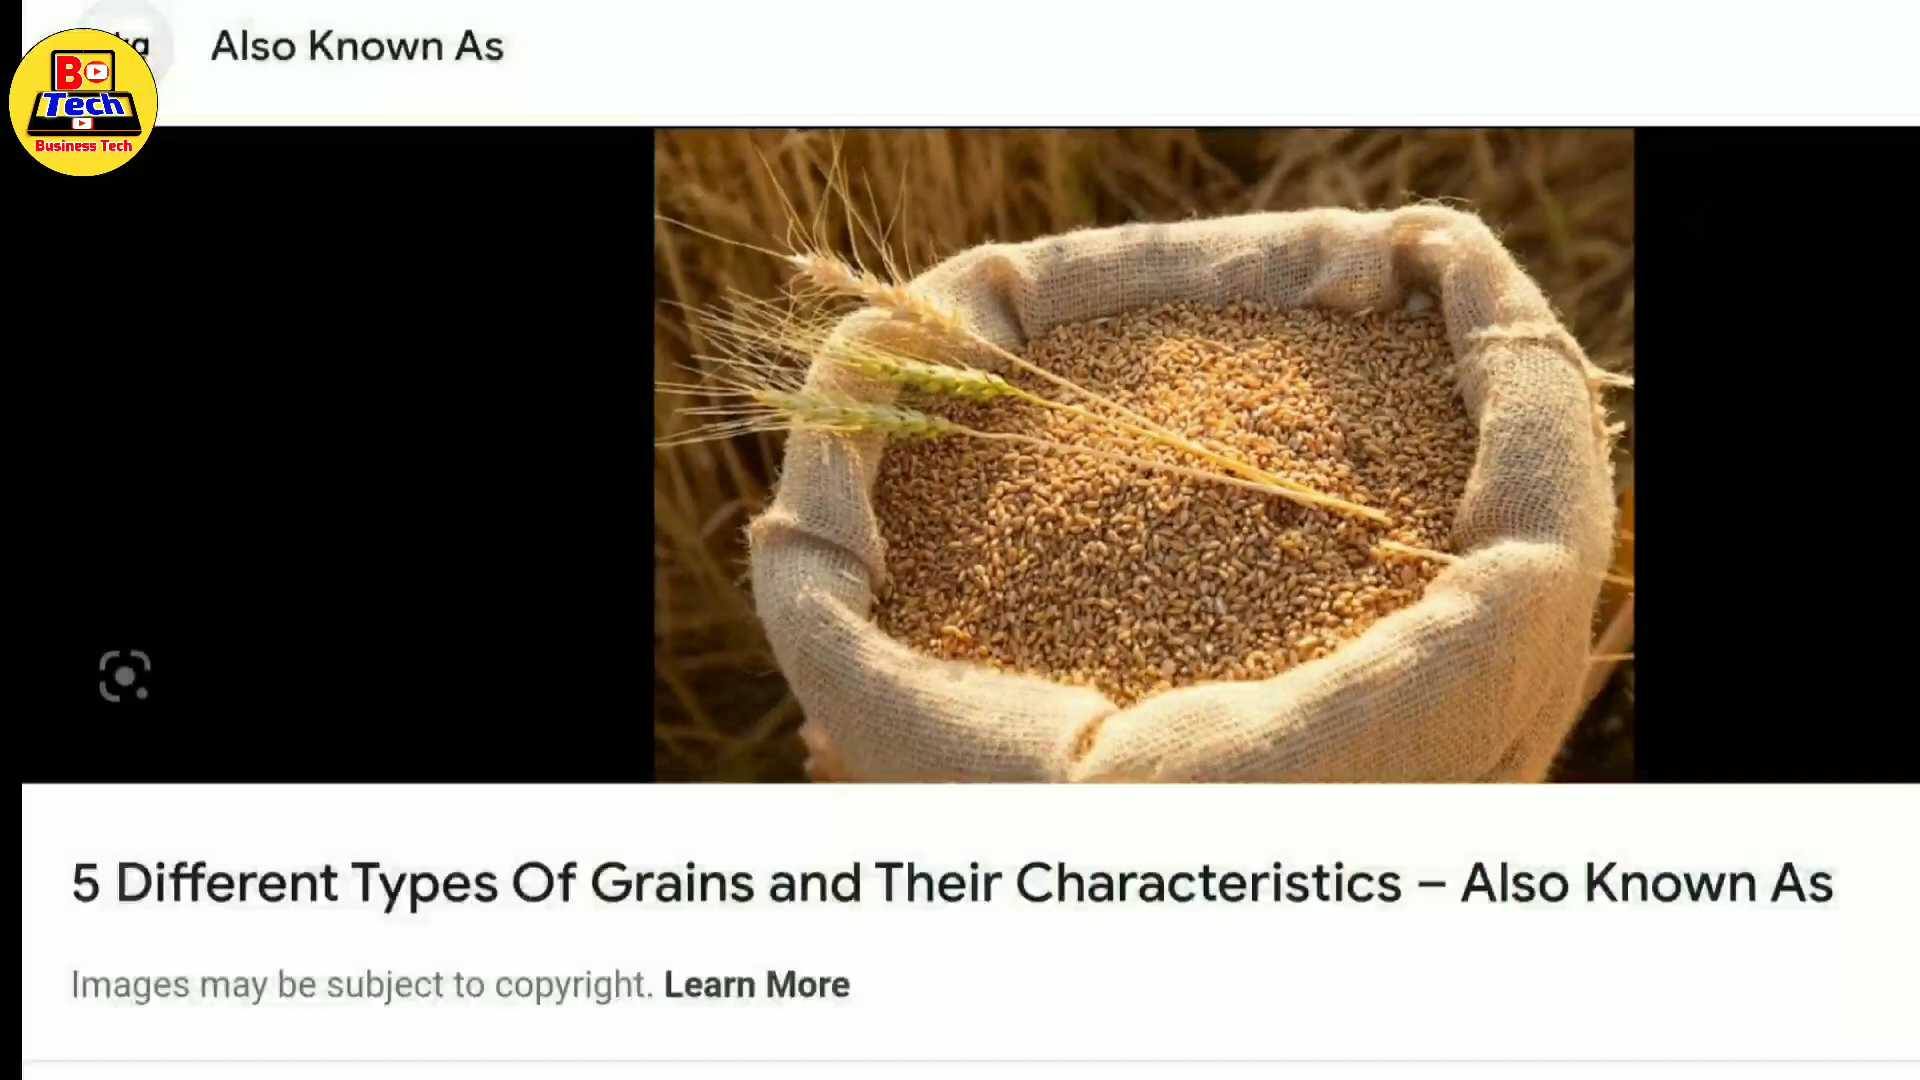 Also Known As
B
Tech
Business Tech
5 Different Types Of Grains and Their Characteristics – Also Known As
Images may be subject to copyright. Learn More